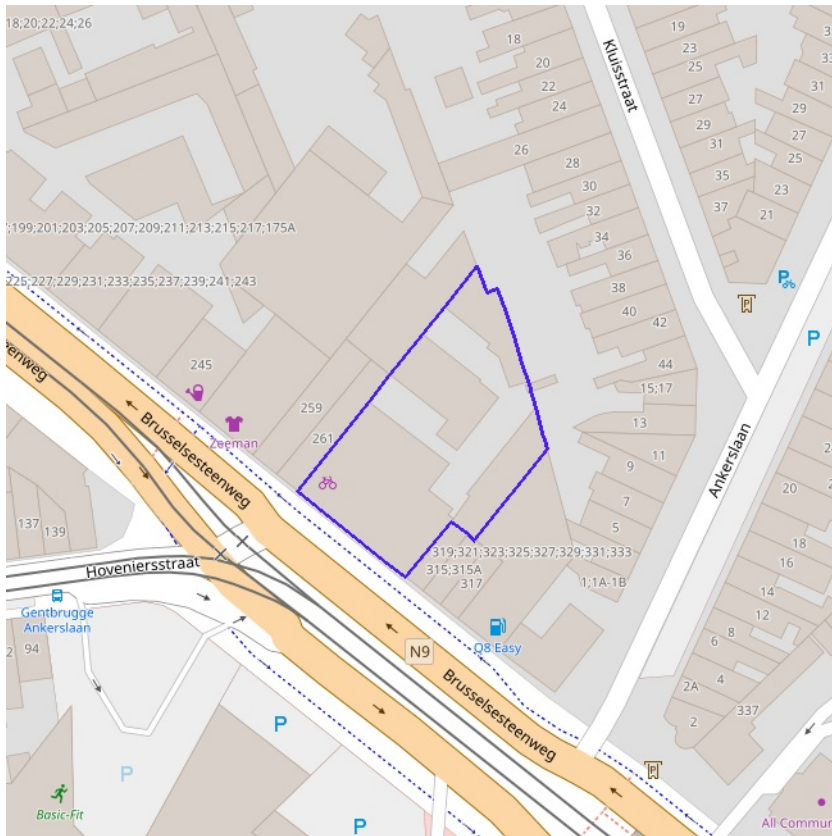 18;20;22;24;26
18
20
22
24
26
28
30
32
34
36
38
40
42
44
15;17
13
11
9
7
5
1;1A-1B
Kluisstraat
19
23
25
27
29
31
35
37
31
29
27
25
23
21
P
P
P
;199;201;203;205;207;209;211;213;215;217;175A
225;227;229;231;233;235;237;239;241;243
245
Zeeman
259
261
Brusselsesteenweg
137
139
Hoveniersstraat
Gentbrugge
Ankerslaan
94
319;321;323;325;327;329;331;333
315;315A
317
Q8 Easy
N9
Brusselsesteenweg
Ankerslaan
20
18
16
14
12
8
6
4
2A
2
337
P
P
P
P
Basic-Fit
All Commun